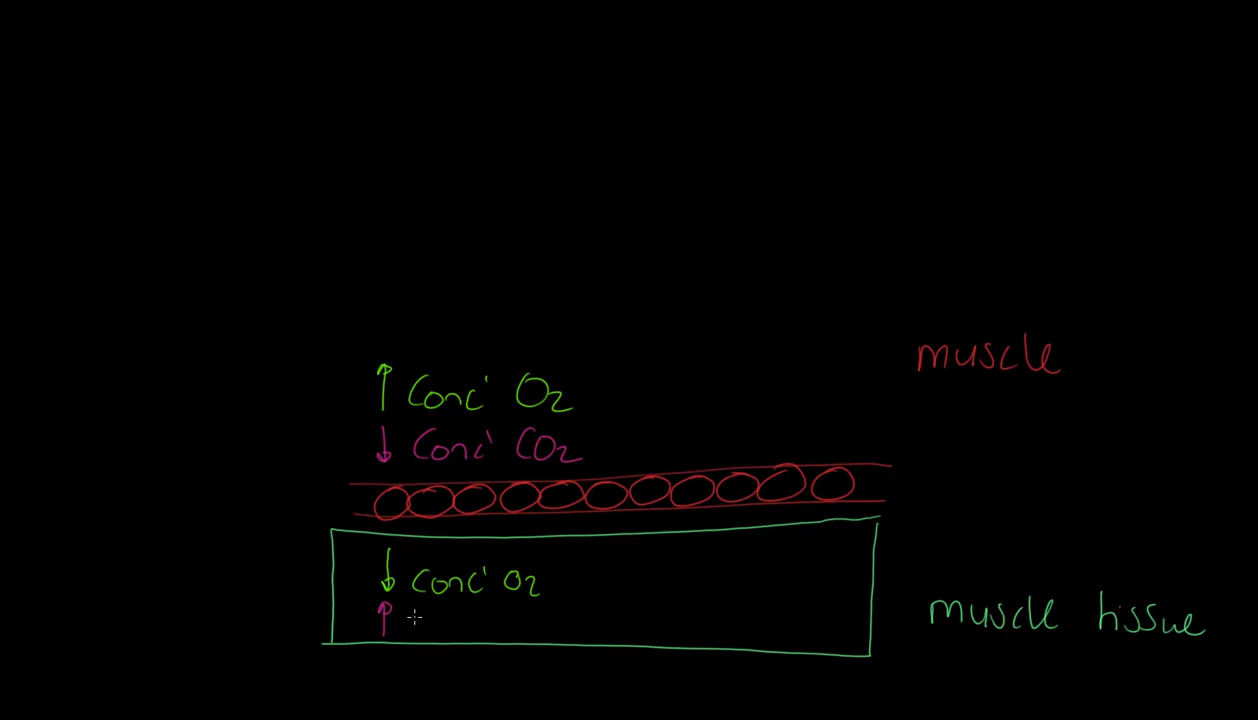 muscle
↑ Conc' O2
↓ Conc' CO2
↓ Conc' O2
↑
muscle tissue